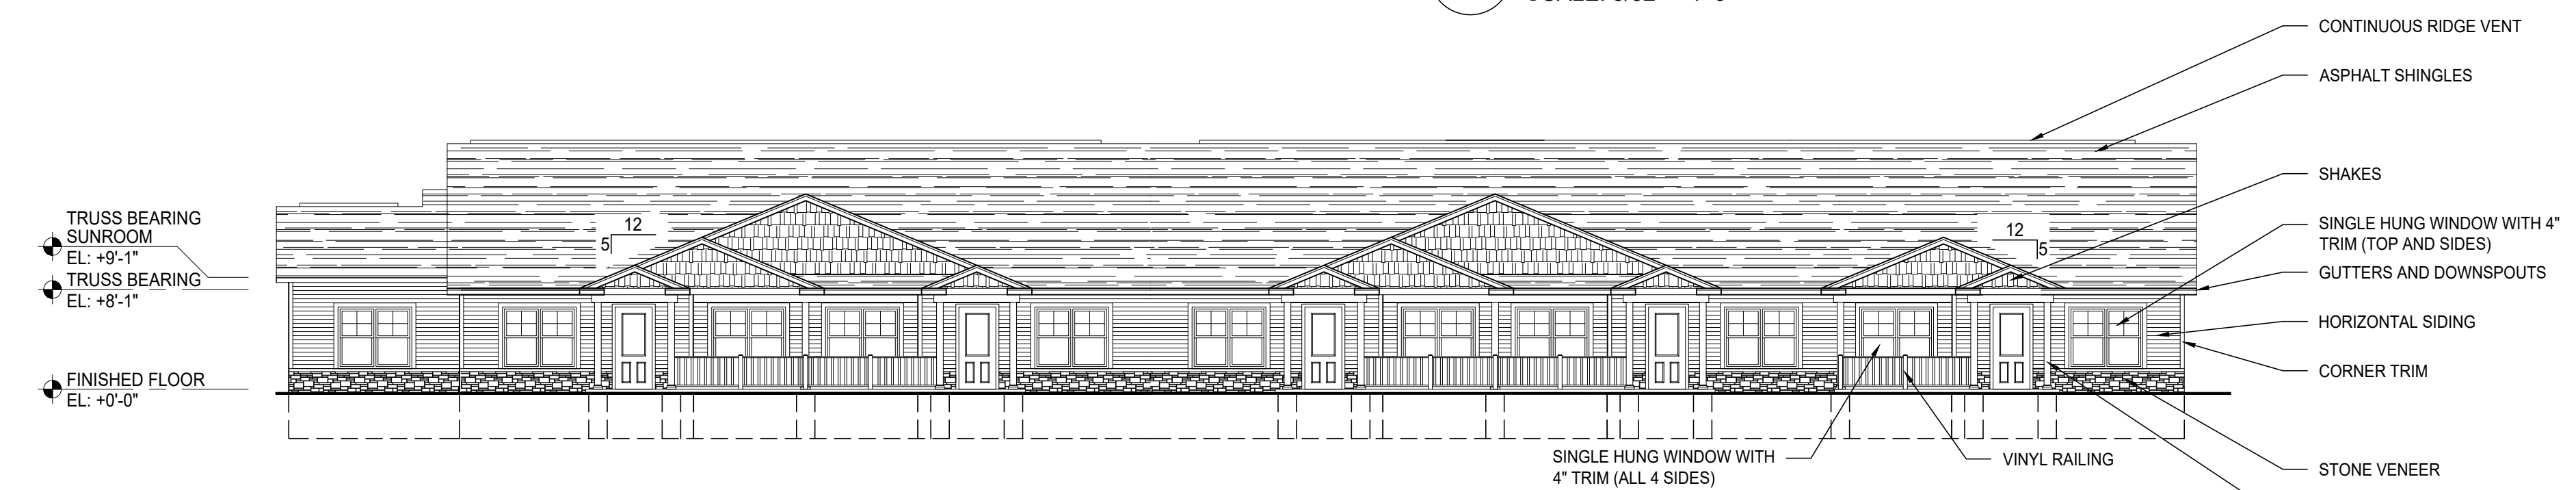 CONTINUOUS RIDGE VENT
ASPHALT SHINGLES
SHAKES
SINGLE HUNG WINDOW WITH 4"
TRIM (TOP AND SIDES)
GUTTERS AND DOWNSPOUTS
HORIZONTAL SIDING
CORNER TRIM
STONE VENEER
TRUSS BEARING
SUNROOM
EL: +9'-1"
TRUSS BEARING
EL: +8'-1"
FINISHED FLOOR
EL: +0'-0"
12
5
12
5
SINGLE HUNG WINDOW WITH
4" TRIM (ALL 4 SIDES)
VINYL RAILING